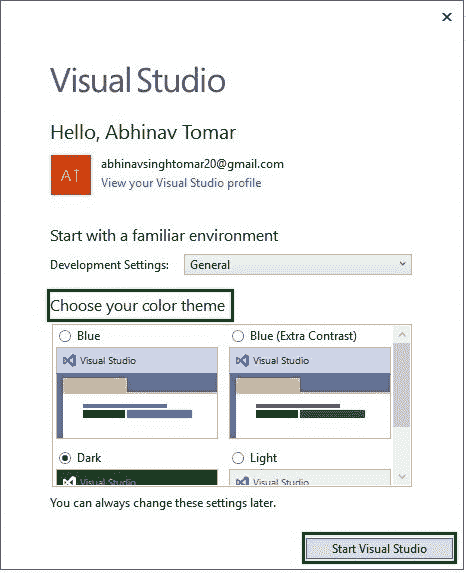 Visual Studio
Hello, Abhinav Tomar
AT
abhinavsinghtomar20@gmail.com
View your Visual Studio profile
Start with a familiar environment
Development Settings: General
Choose your color theme
Blue
Blue (Extra Contrast)
Visual Studio
Visual Studio
Dark
Light
Visual Studio
Visual Studio
You can always change these settings later.
Start Visual Studio